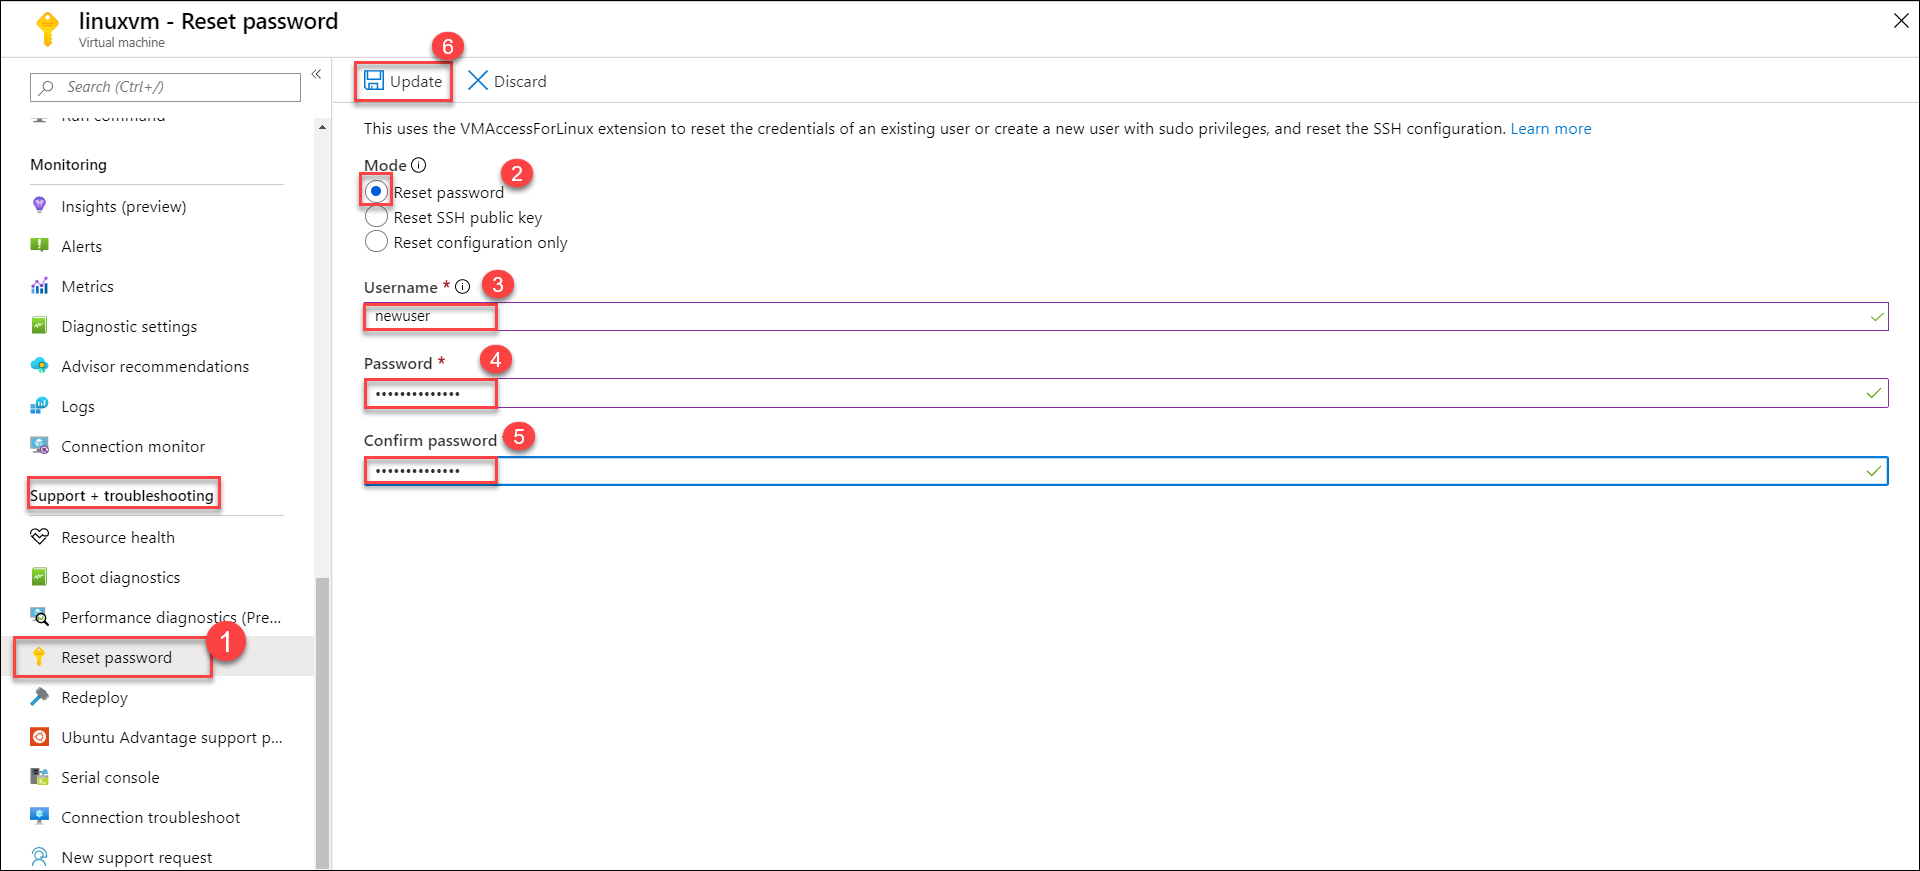 linuxvm - Reset password
Virtual machine
Search (Ctrl+/)
«
6
Update
Discard
Run command
Monitoring
Insights (preview)
Alerts
Metrics
Diagnostic settings
Advisor recommendations
Logs
Connection monitor
Support + troubleshooting
Resource health
Boot diagnostics
Performance diagnostics (Pre...
1
Reset password
Redeploy
Ubuntu Advantage support p...
Serial console
Connection troubleshoot
New support request
This uses the VMAccessForLinux extension to reset the credentials of an existing user or create a new user with sudo privileges, and reset the SSH configuration. Learn more
Mode
2
Reset password
Reset SSH public key
Reset configuration only
Username *
3
newuser
Password *
4
••••••••••••••
Confirm password
5
••••••••••••••